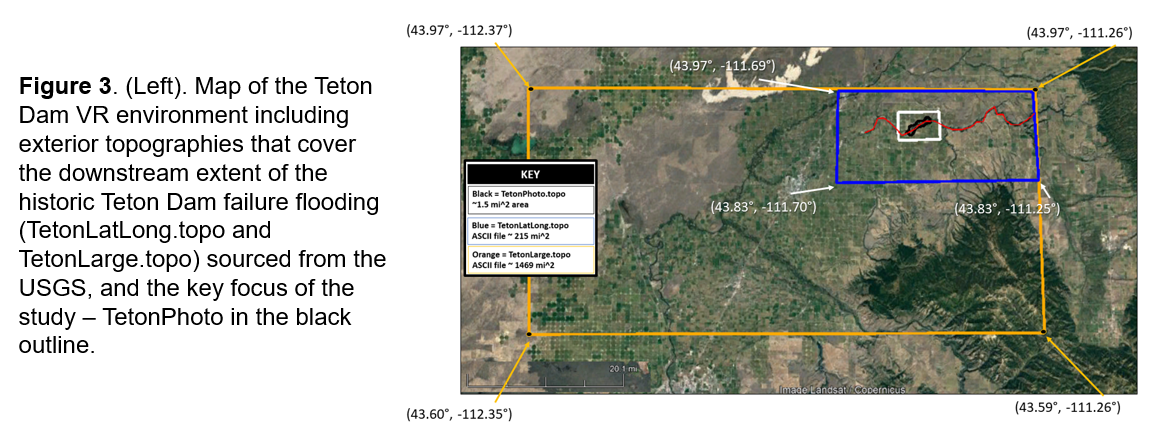 (43.97°, -112.37°)
(43.97°, -111.26°)
Figure 3. (Left). Map of the Teton
Dam VR environment including
exterior topographies that cover
the downstream extent of the
historic Teton Dam failure flooding
(TetonLatLong.topo and
TetonLarge.topo) sourced from the
USGS, and the key focus of the
study – TetonPhoto in the black
outline.
(43.97°, -111.69°)
KEY
Black = TetonPhoto.topo
~1.5 mi^2 area
Blue = TetonLatLong.topo
ASCII file ~ 215 mi^2
Orange = TetonLarge.topo
ASCII file ~ 1469 mi^2
(43.83°, -111.70°)
(43.83°, -111.25°)
20.1 mi
Image Landsat / Copernicus
(43.60°, -112.35°)
(43.59°, -111.26°)